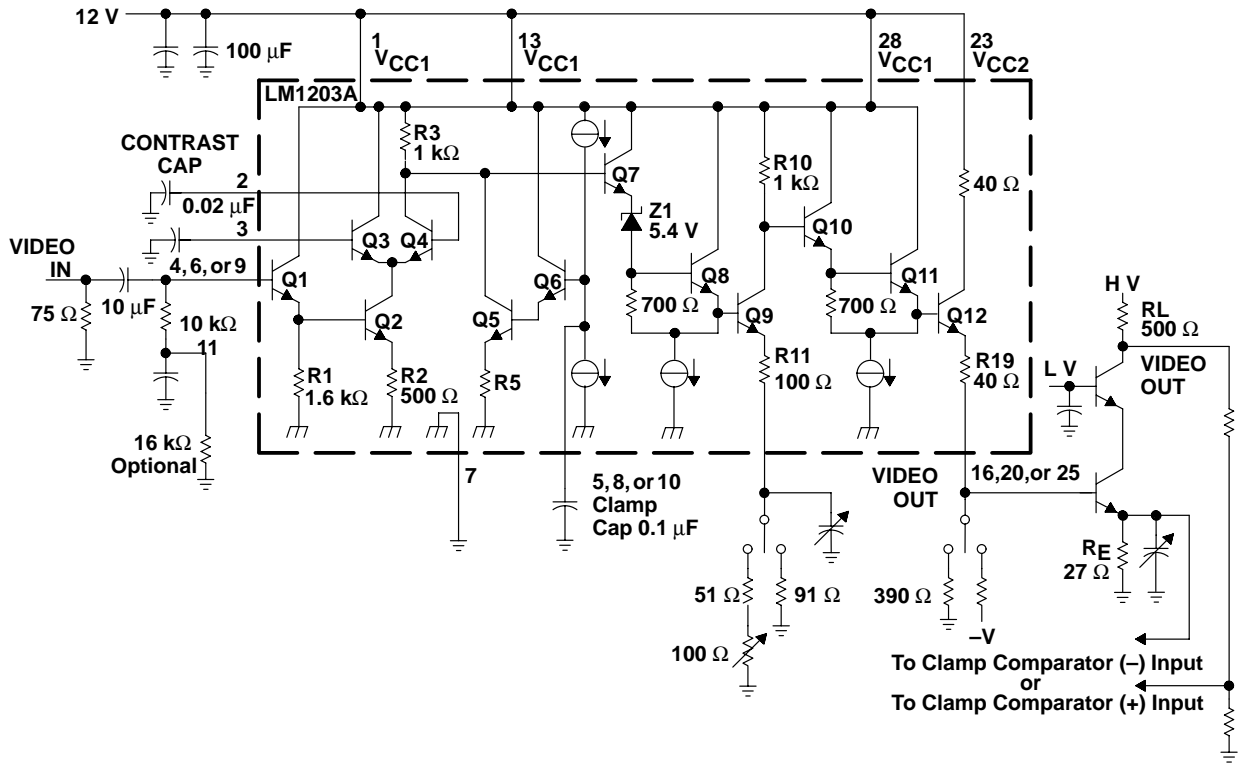 12 V
100 µF
1
VCC1
13
VCC1
28
VCC1
23
VCC2
LM1203A
CONTRAST
CAP
2
0.02 µF
3
R3
1 kΩ
Q7
Z1
5.4 V
R10
1 kΩ
40 Ω
VIDEO
IN
4, 6, or 9
75 Ω
10 µF
10 kΩ
11
16 kΩ
Optional
Q1
Q3
Q4
Q2
Q5
Q6
Q8
700 Ω
Q9
Q10
Q11
700 Ω
Q12
R1
1.6 kΩ
R2
500 Ω
R5
R11
100 Ω
R19
40 Ω
H V
RL
500 Ω
L V
VIDEO
OUT
7
5, 8, or 10
Clamp
Cap 0.1 µF
VIDEO
OUT
16,20,or 25
51 Ω
91 Ω
100 Ω
390 Ω
–V
RE
27 Ω
To Clamp Comparator (–) Input
or
To Clamp Comparator (+) Input